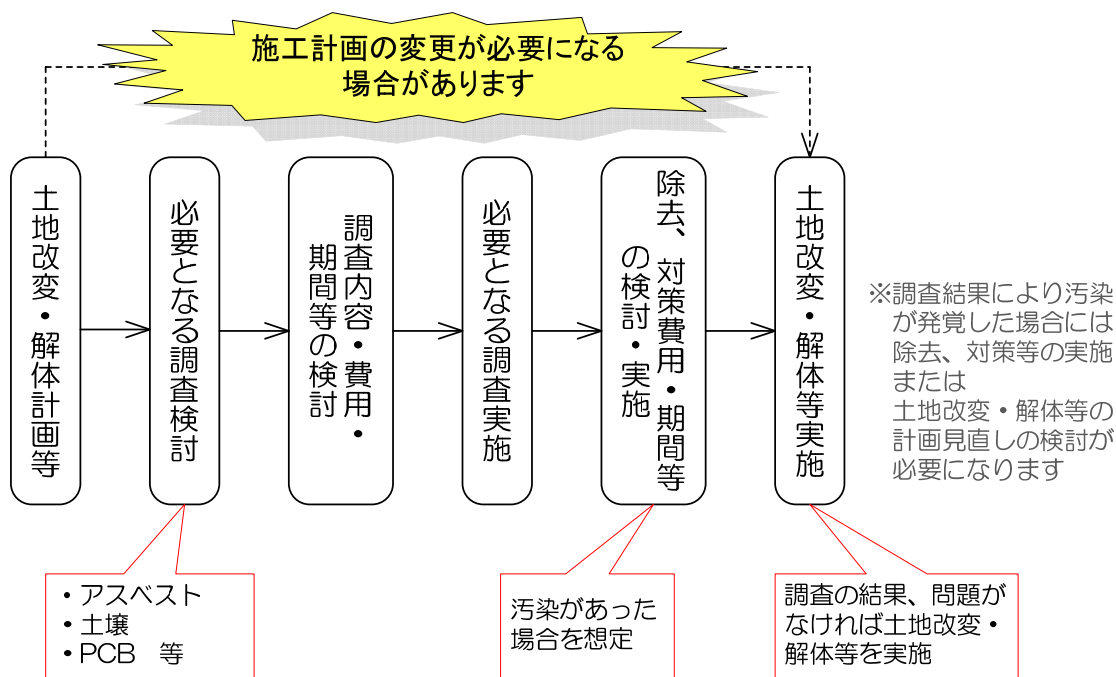 施工計画の変更が必要になる
場合があります
土地改変・解体計画等
必要となる調査検討
調査内容・費用・
期間等の検討
必要となる調査実施
除去、対策費用・期間等
の検討・実施
土地改変・解体等実施
※調査結果により汚染
が発覚した場合には
除去、対策等の実施
または
土地改変・解体等の
計画見直しの検討が
必要になります
・アスベスト
・土壌
・PCB 等
汚染があった
場合を想定
調査の結果、問題が
なければ土地改変・
解体等を実施